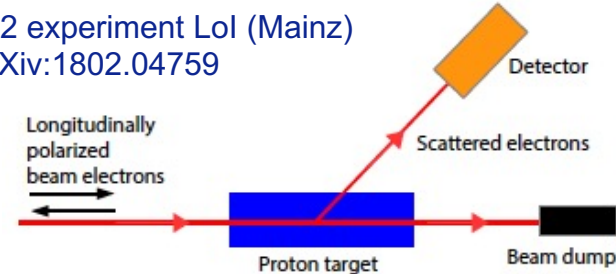 2 experiment LoI (Mainz)
Xiv:1802.04759
Detector
Longitudinally
polarized
beam electrons
Scattered electrons
Proton target
Beam dump